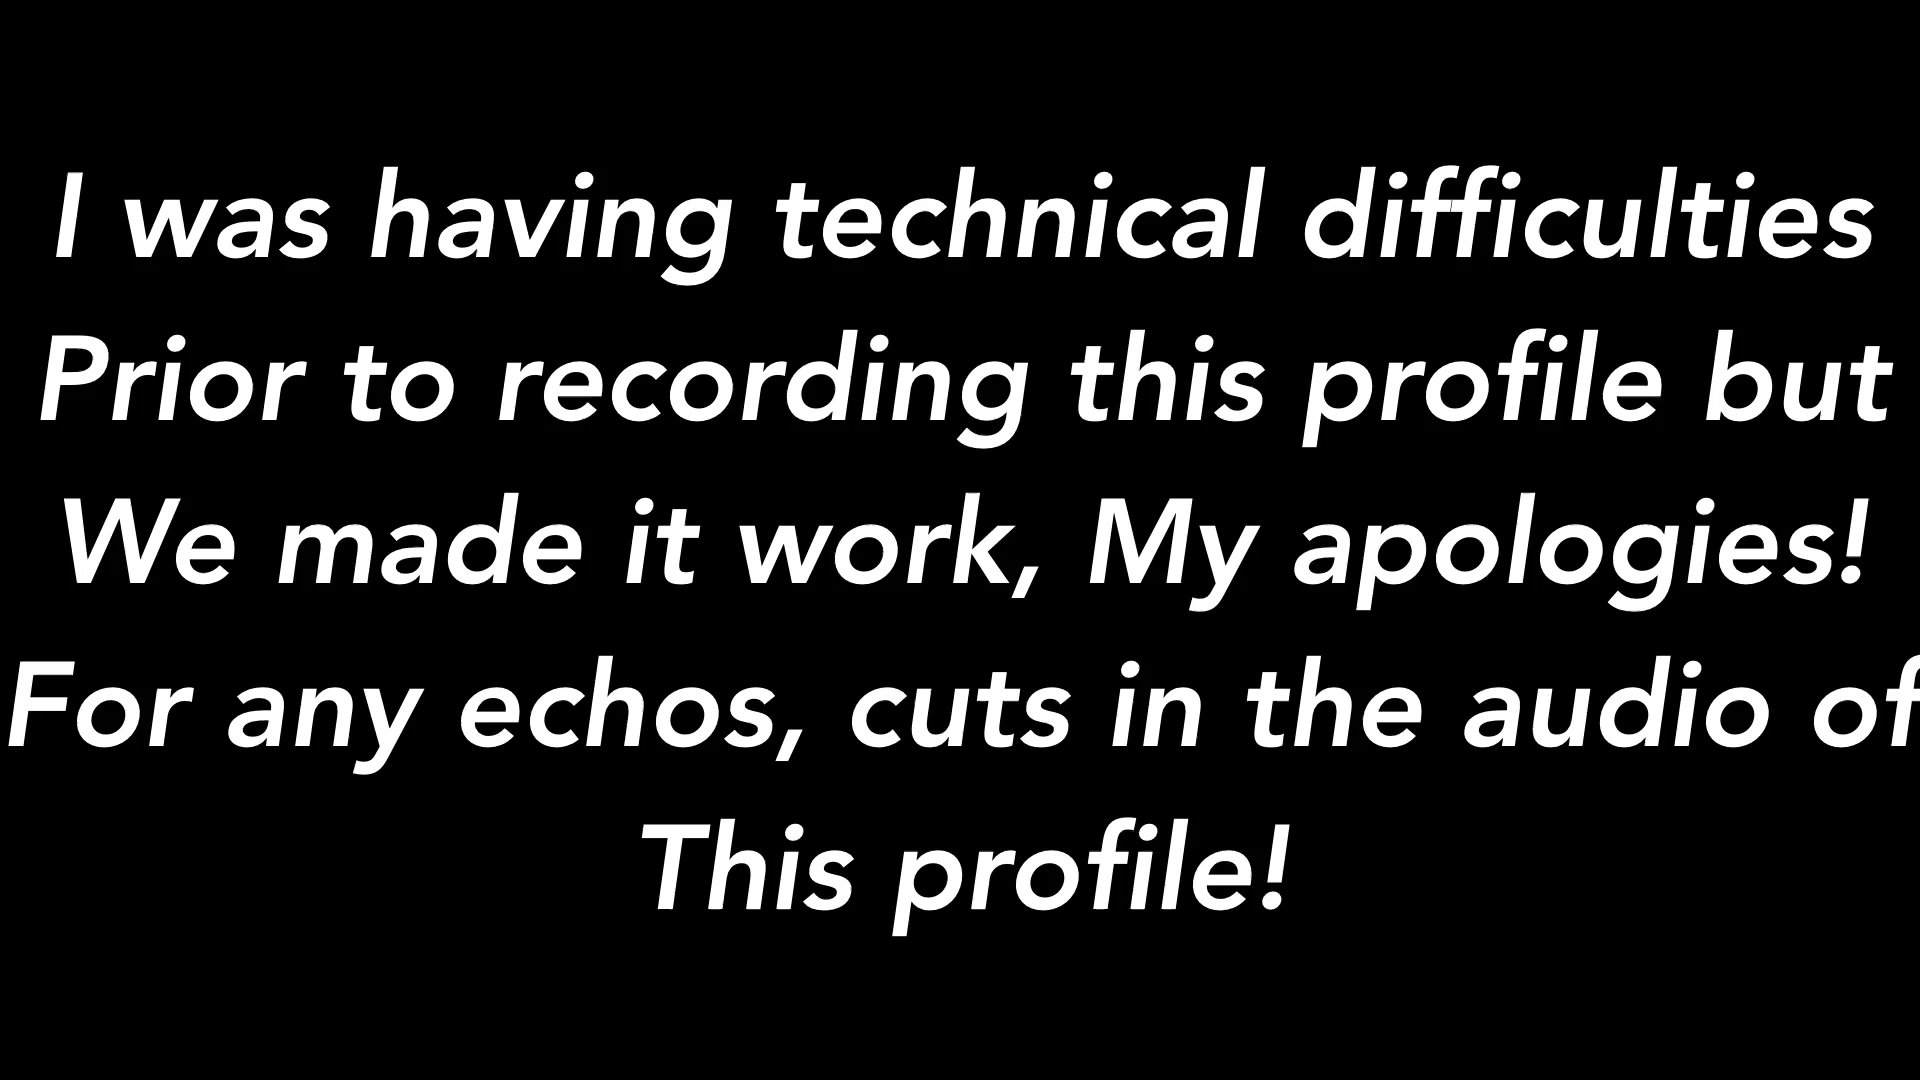 I was having technical difficulties
Prior to recording this profile but
We made it work, My apologies!
For any echos, cuts in the audio of
This profile!